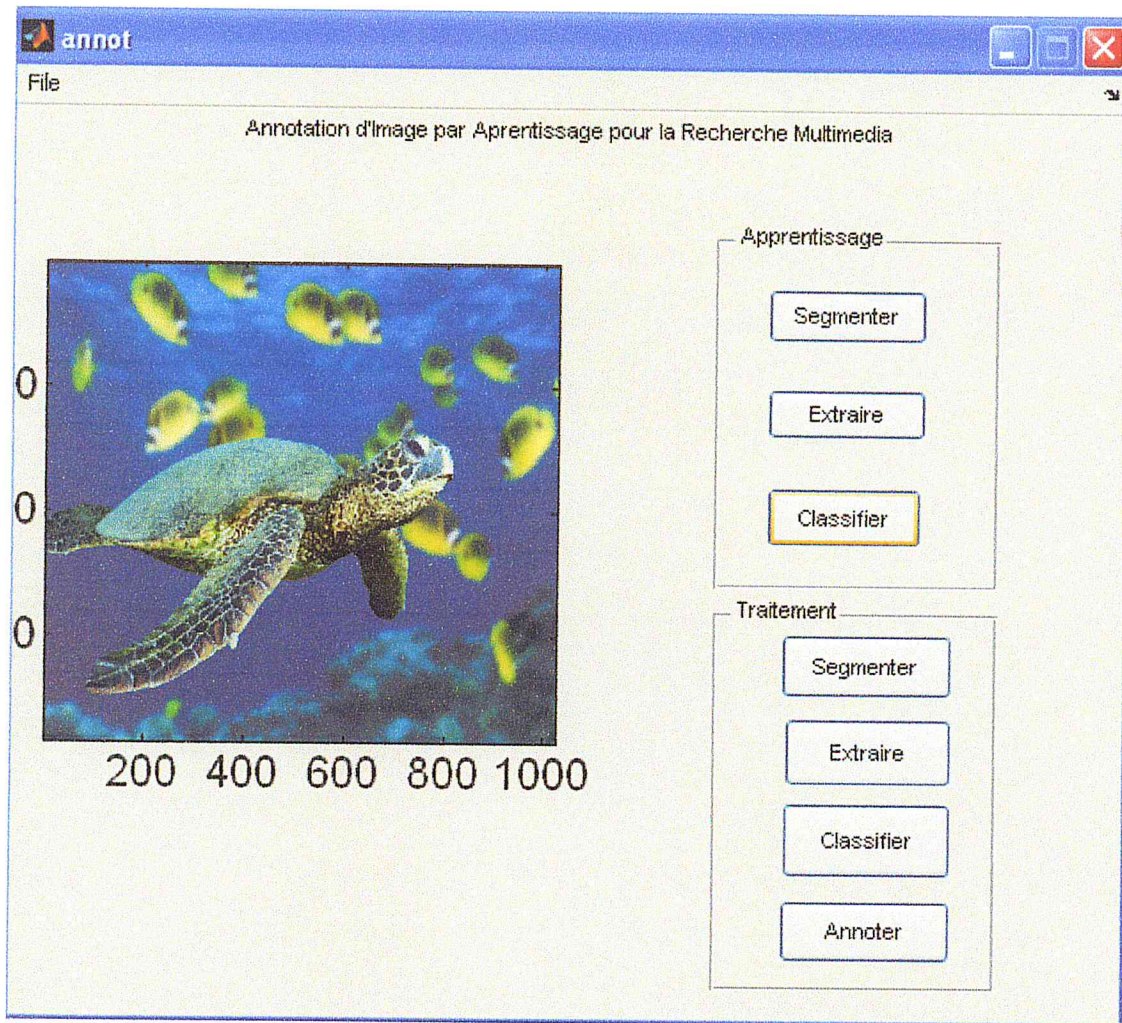 annot
File
Annotation d'Image par Aprentissage pour la Recherche Multimedia
Apprentissage
Segmenter
Extraire
Classifier
Traitement
Segmenter
Extraire
Classifier
Annoter
0
0
0
200 400 600 800 1000